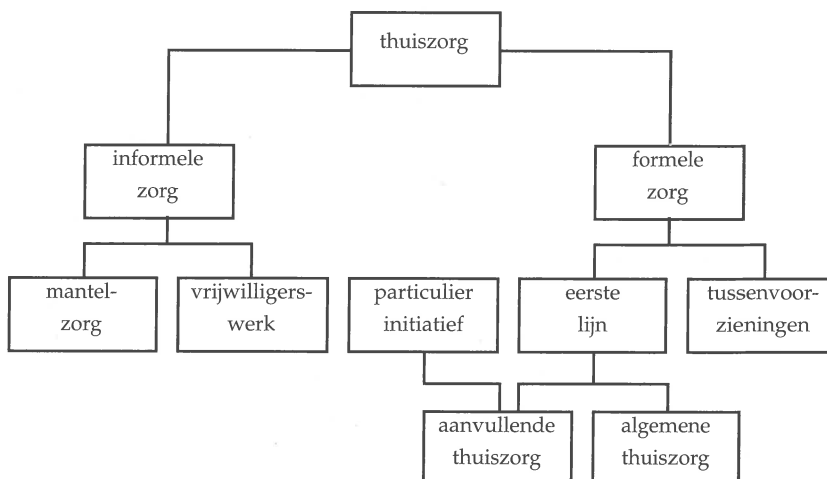 thuiszorg
informele
zorg
formele
zorg
mantel-
zorg
vrijwilligers-
werk
particulier
initiatief
eerste
lijn
tussenvoor-
zieningen
aanvullende
thuiszorg
algemene
thuiszorg